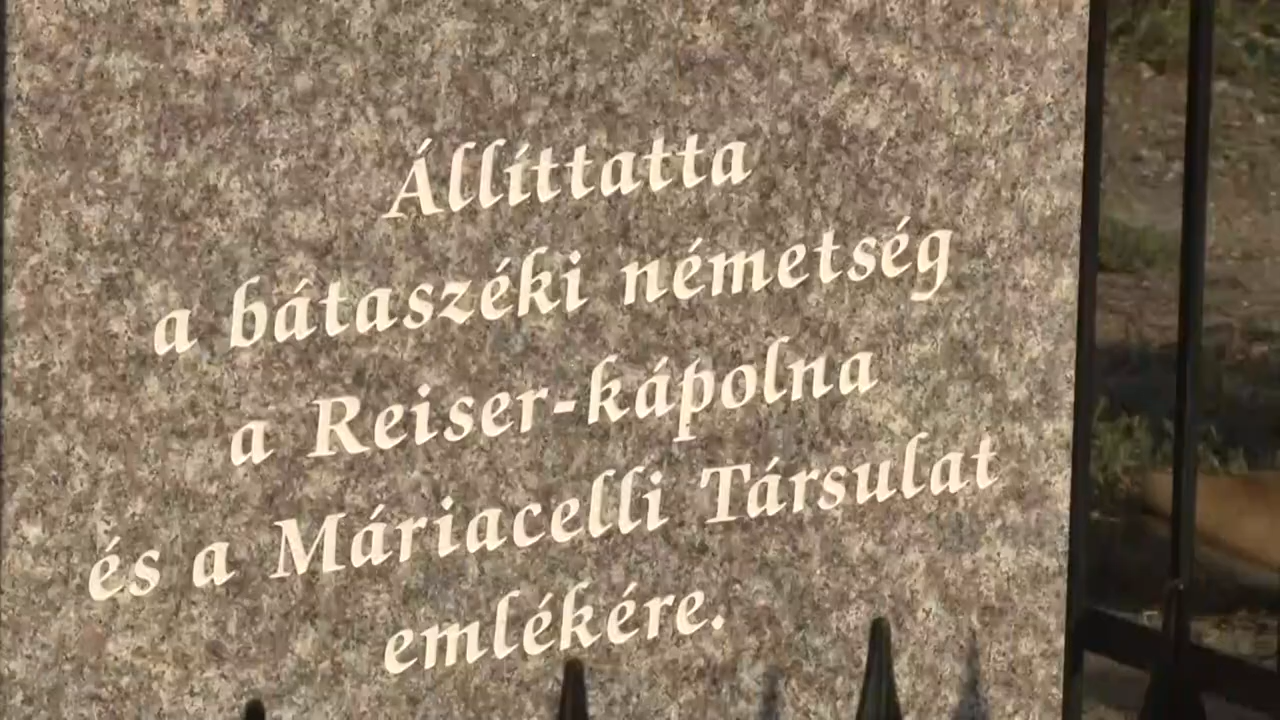 Állíttatta
a bátaszéki németség
a Reiser-kápolna
és a Máriacelli Társulat
emlékére.